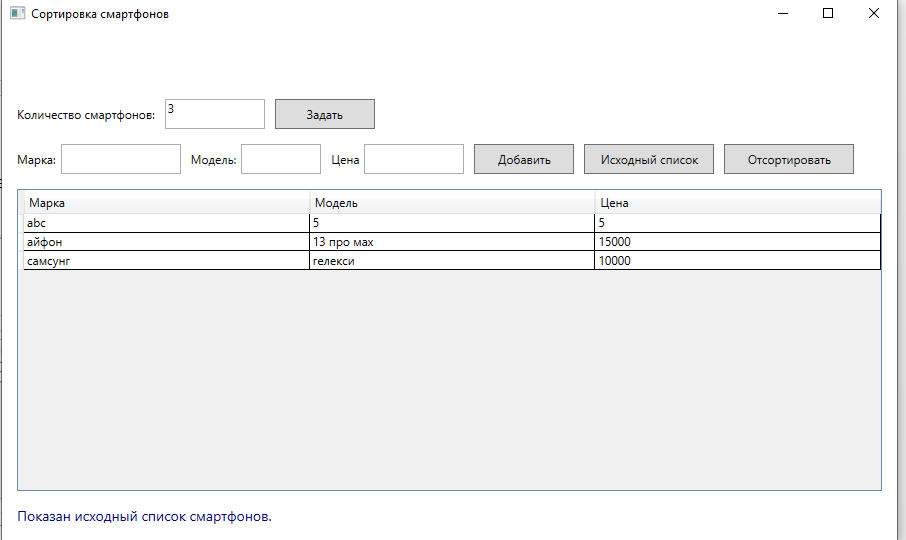 Сортировка смартфонов
Количество смартфонов: 3 Задать
Марка: Модель: Цена Добавить Исходный список Отсортировать
Марка Модель Цена
abc 5 5
айфон 13 про мах 15000
самсунг гелекси 10000
Показан исходный список смартфонов.